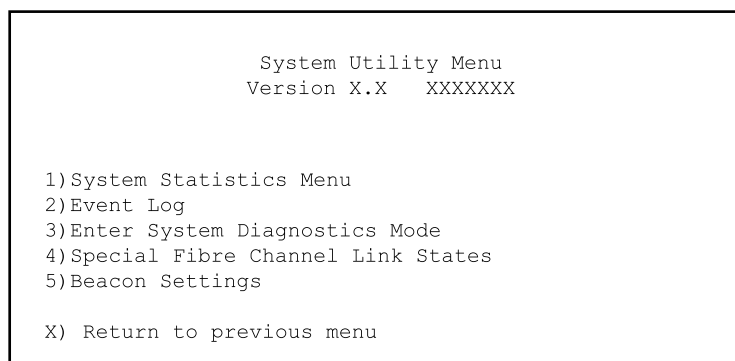 System Utility Menu
Version X.X XXXXXXX
1)System Statistics Menu
2)Event Log
3)Enter System Diagnostics Mode
4)Special Fibre Channel Link States
5)Beacon Settings
X) Return to previous menu